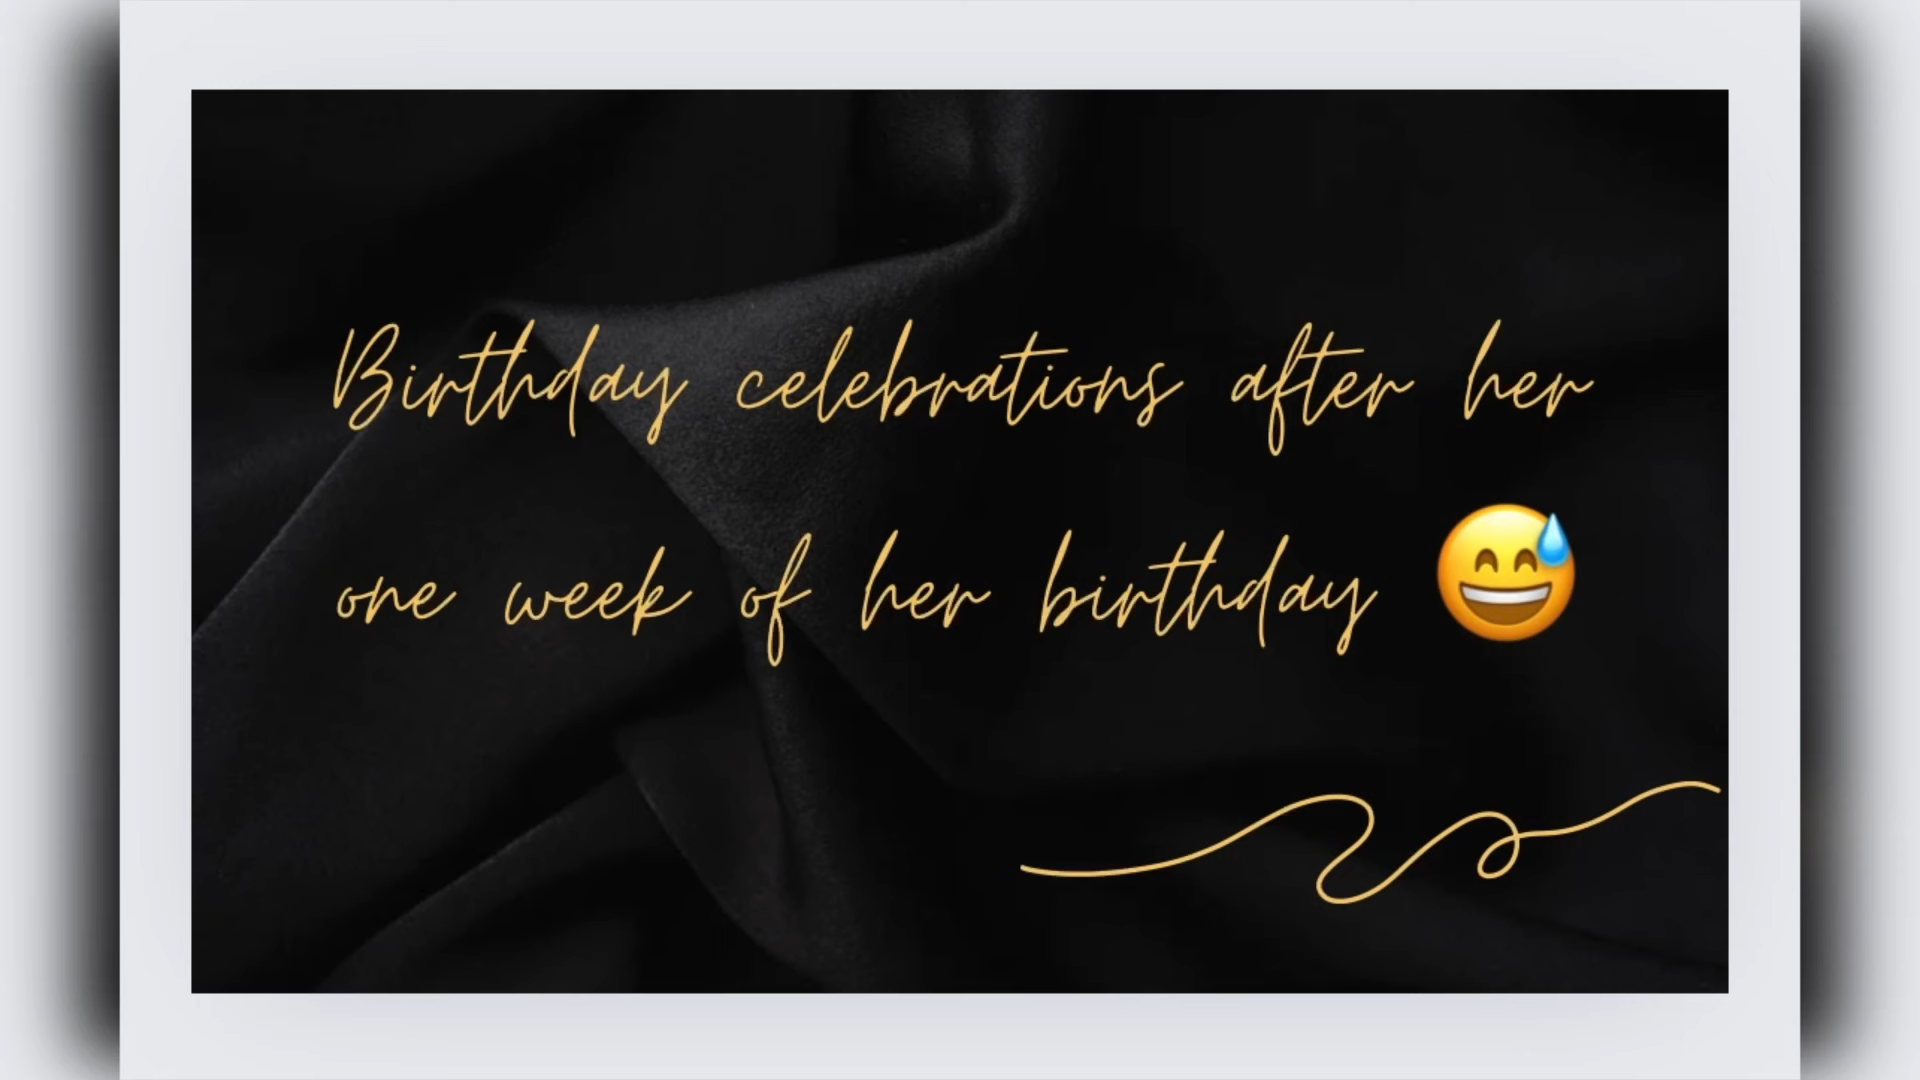 Birthday celebrations after her
one week of her birthday 😅